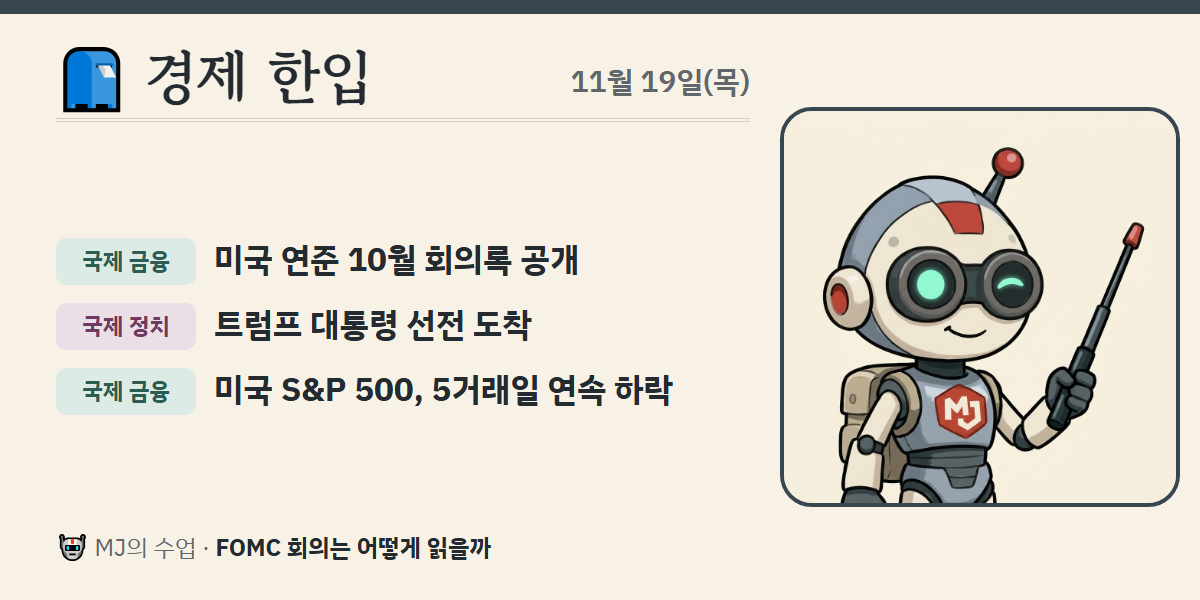 경제 한입
11월 19일(목)
국제 금융 미국 연준 10월 회의록 공개
국제 정치 트럼프 대통령 선전 도착
국제 금융 미국 S&P 500, 5거래일 연속 하락
MJ
MJ의 수업 · FOMC 회의는 어떻게 읽을까